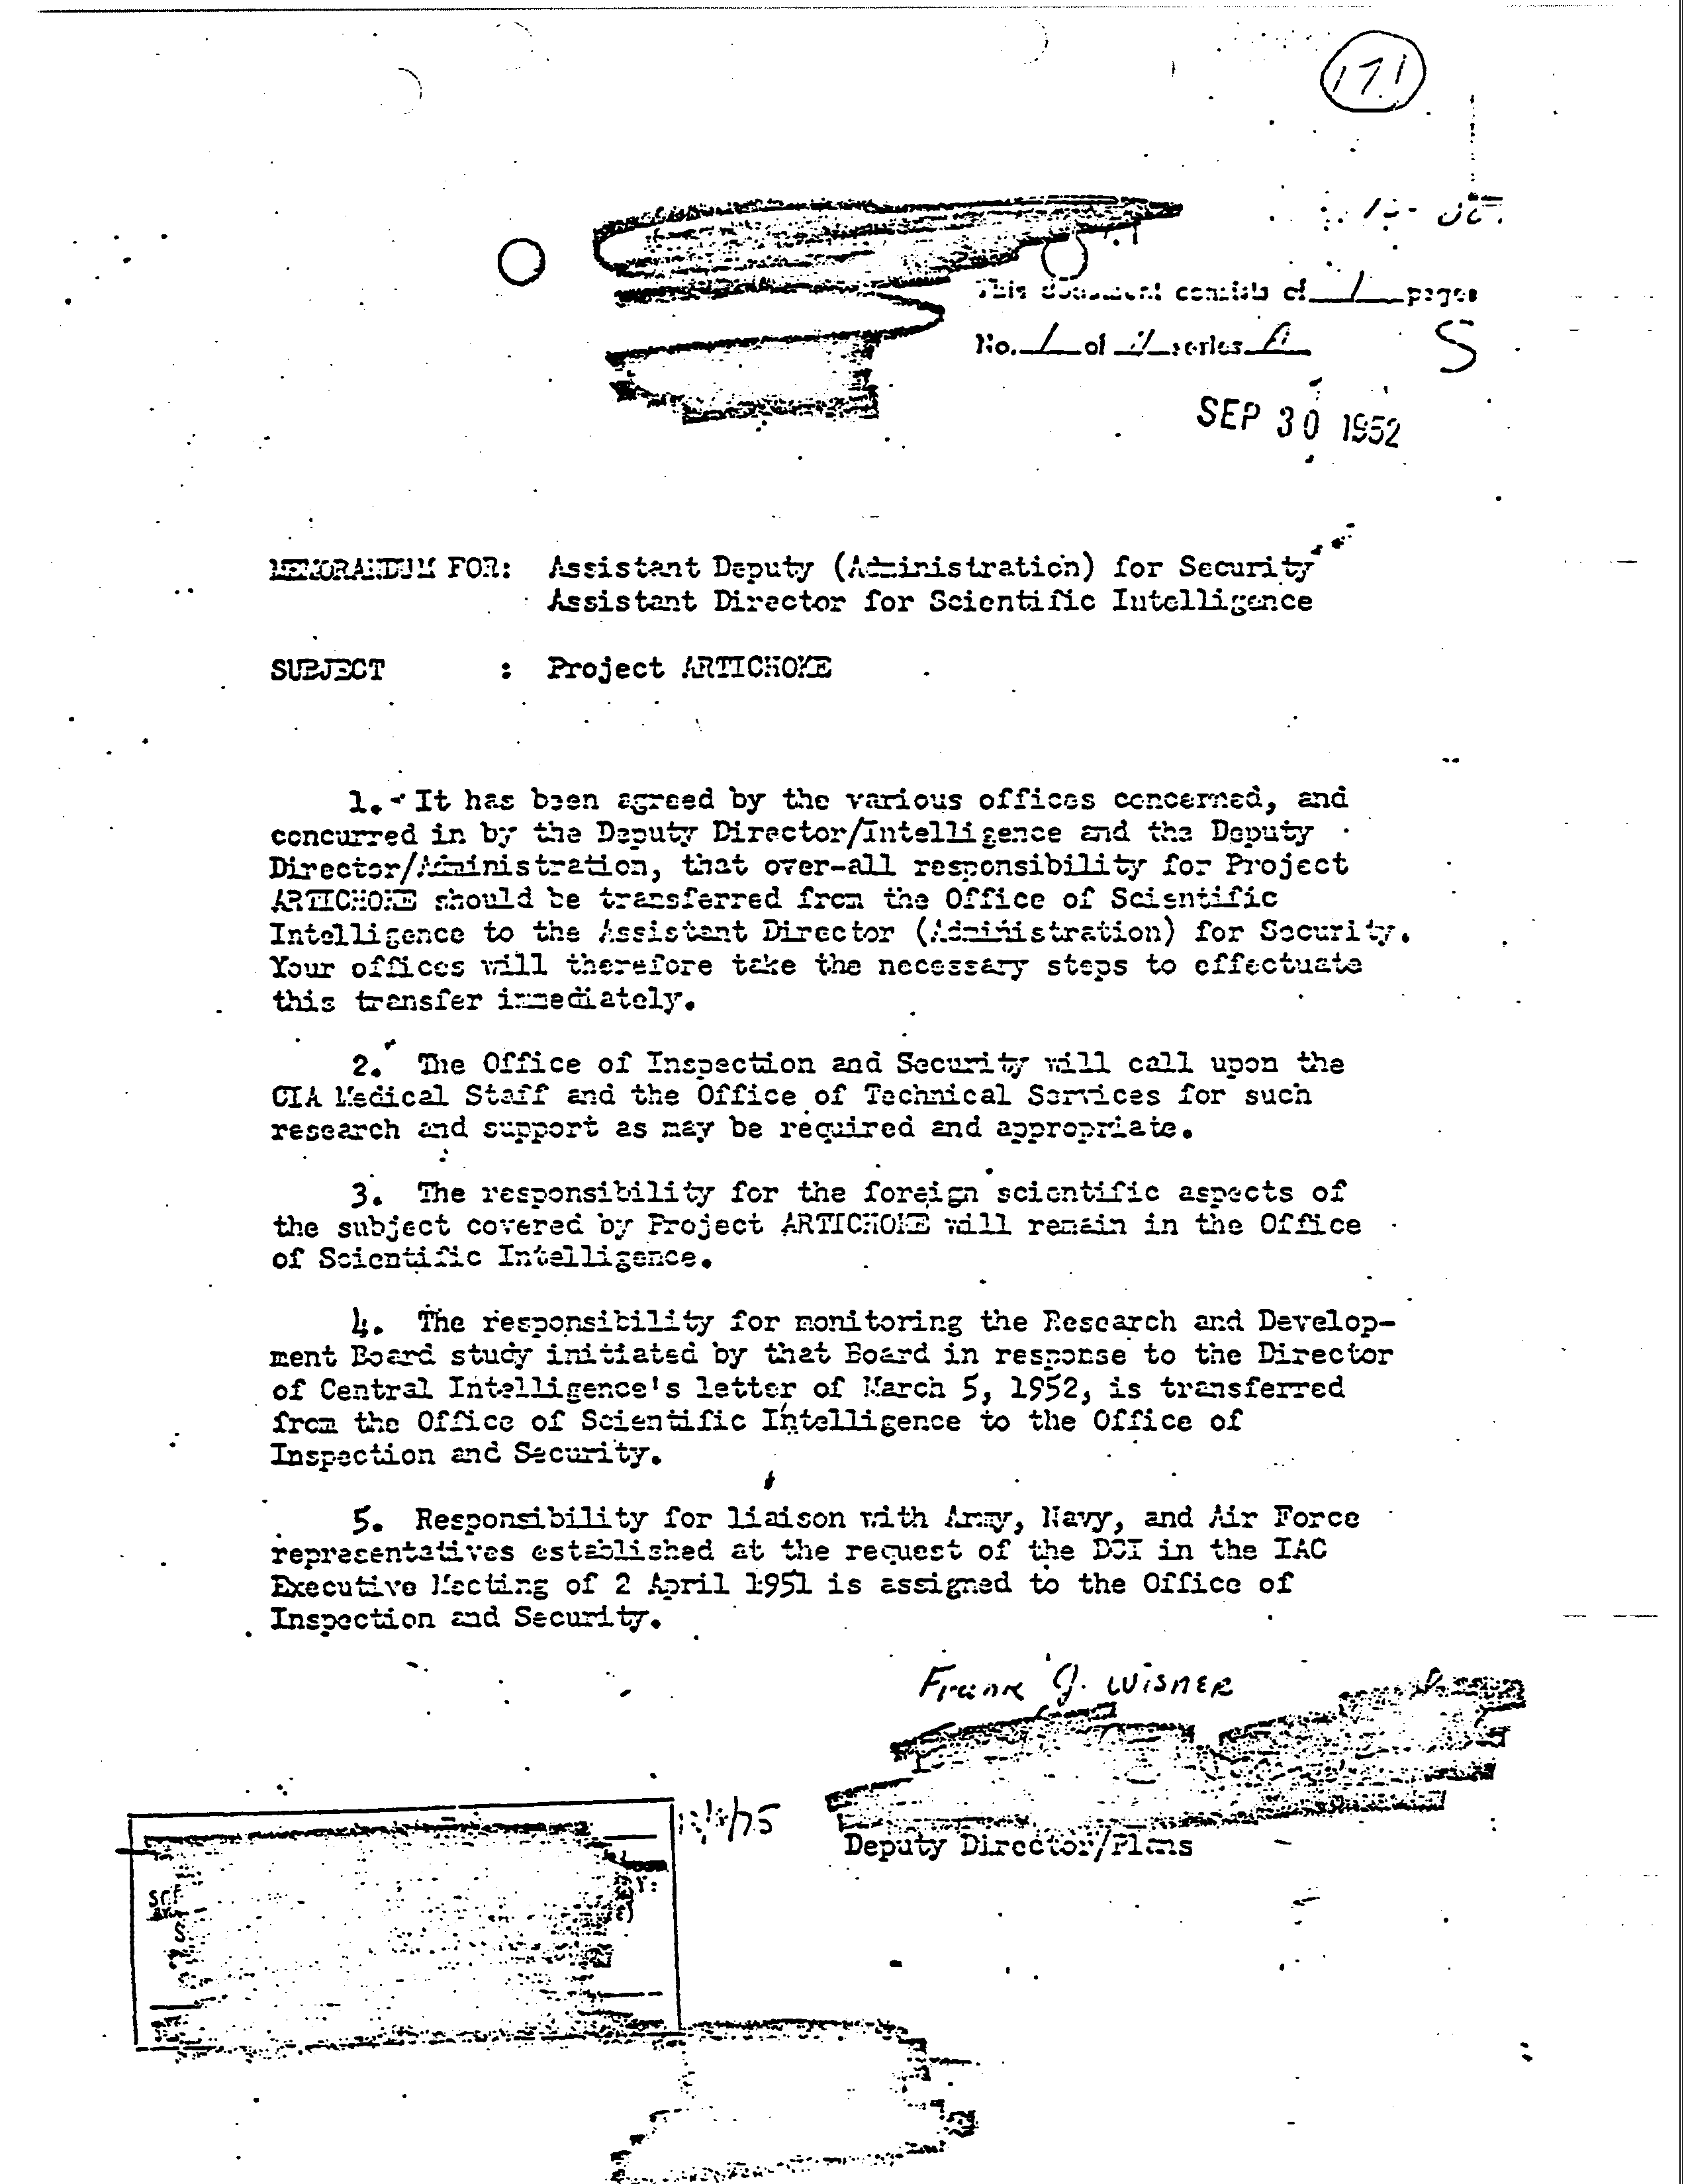 171
This document consists of 1 pages
No. 1 of series A
S
SEP 30 1952
MEMORANDUM FOR: Assistant Deputy (Administration) for Security
Assistant Director for Scientific Intelligence
SUBJECT : Project ARTICHOKE
1. It has been agreed by the various offices concerned, and
concurred in by the Deputy Director/Intelligence and the Deputy
Director/Administration, that over-all responsibility for Project
ARTICHOKE should be transferred from the Office of Scientific
Intelligence to the Assistant Director (Administration) for Security.
Your offices will therefore take the necessary steps to effectuate
this transfer immediately.
2. The Office of Inspection and Security will call upon the
CIA Medical Staff and the Office of Technical Services for such
research and support as may be required and appropriate.
3. The responsibility for the foreign scientific aspects of
the subject covered by Project ARTICHOKE will remain in the Office
of Scientific Intelligence.
4. The responsibility for monitoring the Research and Develop-
ment Board study initiated by that Board in response to the Director
of Central Intelligence's letter of March 5, 1952, is transferred
from the Office of Scientific Intelligence to the Office of
Inspection and Security.
5. Responsibility for liaison with Army, Navy, and Air Force
representatives established at the request of the DCI in the IAC
Executive Meeting of 2 April 1951 is assigned to the Office of
Inspection and Security.
Frank G. WISNER
Deputy Director/Plans